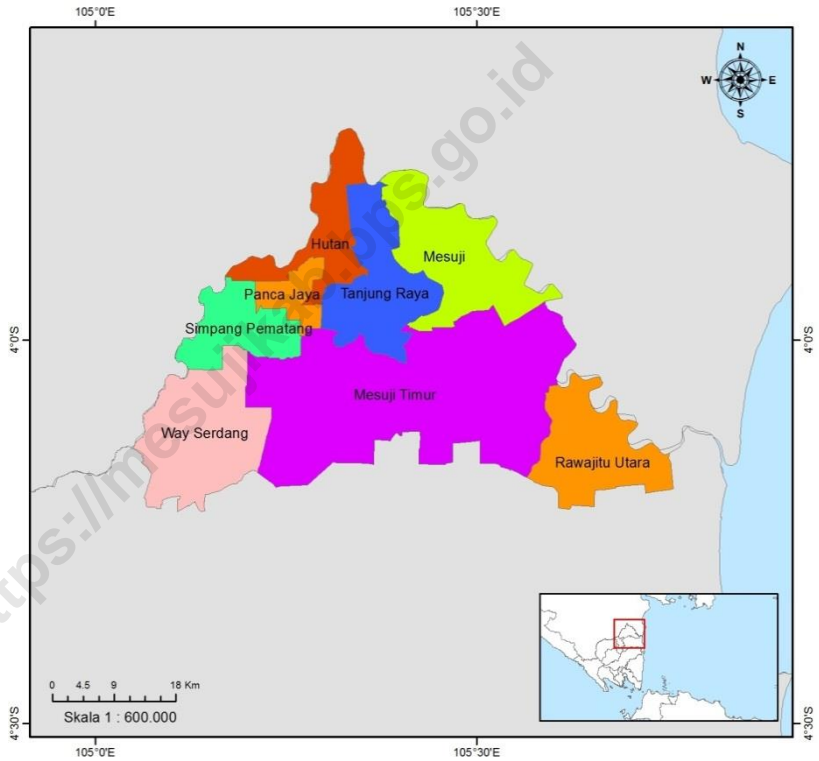 105°0'E 105°30'E
N
W E
S
Hutan
Mesuji
Panca Jaya
Tanjung Raya
Simpang Pematang
4°0'S 4°0'S
Mesuji Timur
Way Serdang
Rawajitu Utara
0 4.5 9 18 Km
Skala 1 : 600.000
4°30'S 4°30'S
105°0'E 105°30'E
https://mesujikab.bps.go.id